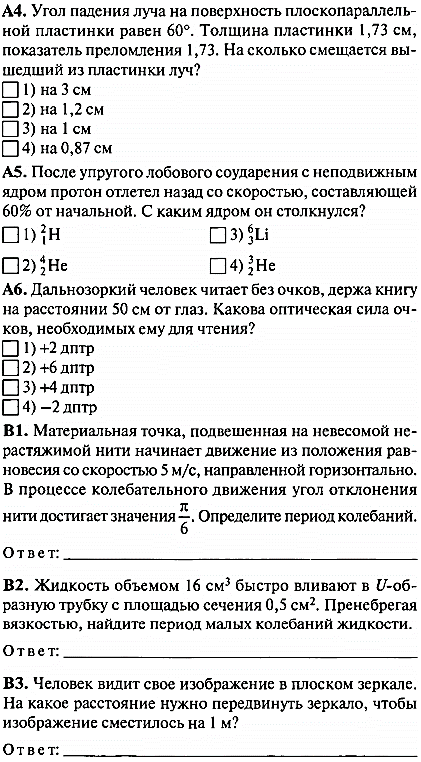 А4. Угол падения луча на поверхность плоскопараллель-
ной пластинки равен 60°. Толщина пластинки 1,73 см,
показатель преломления 1,73. На сколько смещается вы-
шедший из пластинки луч?
1) на 3 см
2) на 1,2 см
3) на 1 см
4) на 0,87 см
А5. После упругого лобового соударения с неподвижным
ядром протон отлетел назад со скоростью, составляющей
60% от начальной. С каким ядром он столкнулся?
1) ²₁H 3) ⁶₃Li
2) ⁴₂He 4) ³₂He
А6. Дальнозоркий человек читает без очков, держа книгу
на расстоянии 50 см от глаз. Какова оптическая сила оч-
ков, необходимых ему для чтения?
1) +2 дптр
2) +6 дптр
3) +4 дптр
4) −2 дптр
В1. Материальная точка, подвешенная на невесомой не-
растяжимой нити начинает движение из положения рав-
новесия со скоростью 5 м/с, направленной горизонтально.
В процессе колебательного движения угол отклонения
нити достигает значения π/6. Определите период колебаний.
Ответ:
В2. Жидкость объемом 16 см³ быстро вливают в U-об-
разную трубку с площадью сечения 0,5 см². Пренебрегая
вязкостью, найдите период малых колебаний жидкости.
Ответ:
В3. Человек видит свое изображение в плоском зеркале.
На какое расстояние нужно передвинуть зеркало, чтобы
изображение сместилось на 1 м?
Ответ: